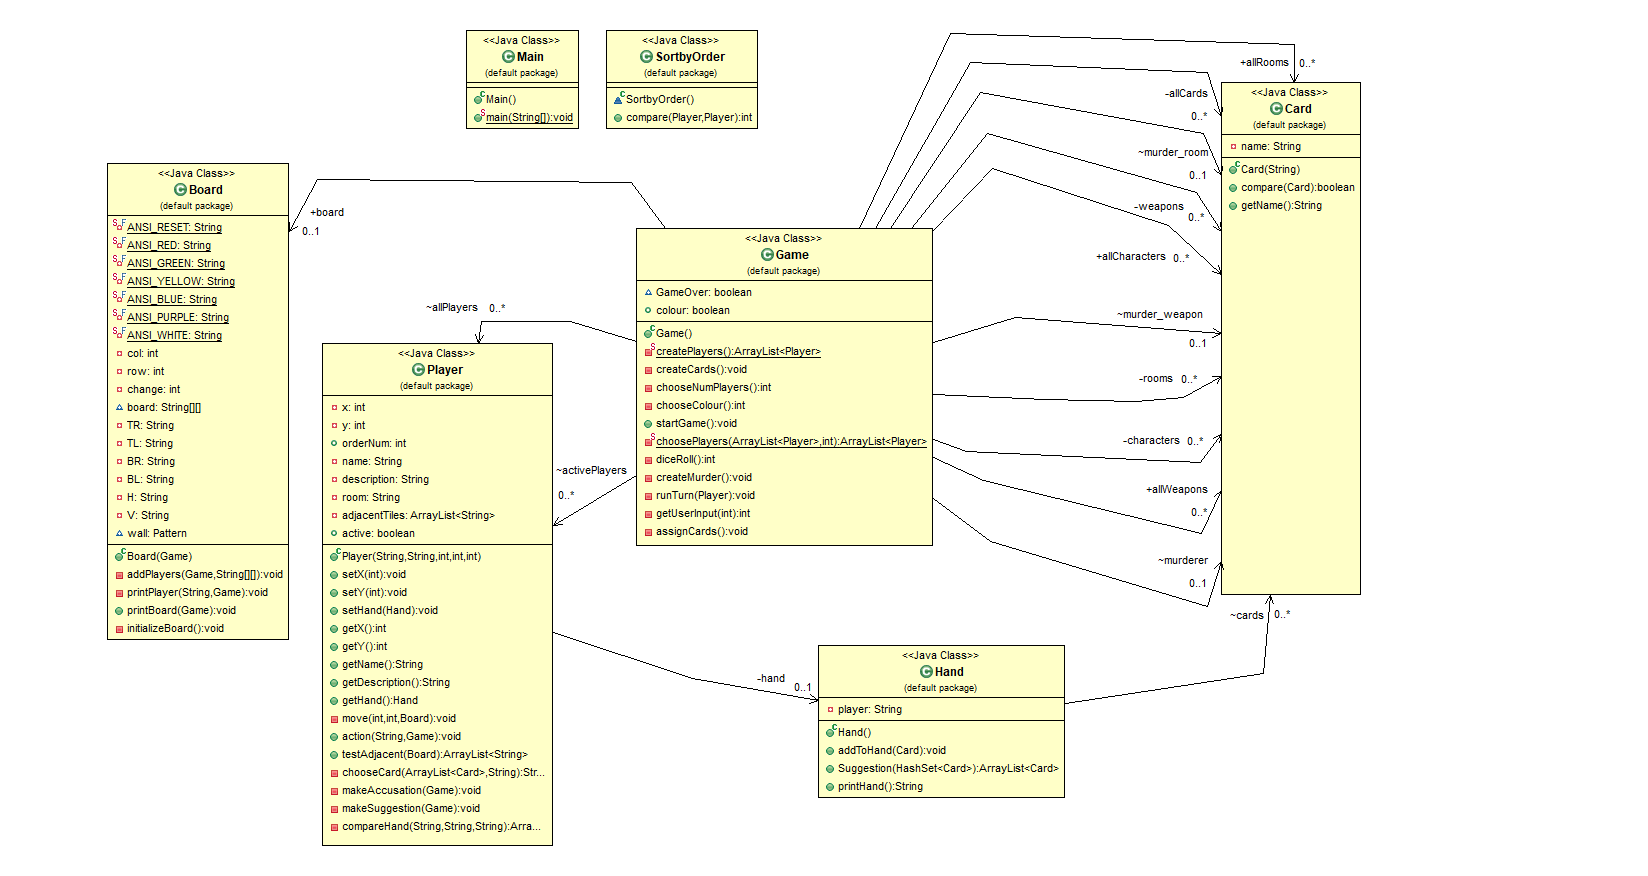 <<Java Class>>
Main
(default package)
Main()
main(String[]):void
<<Java Class>>
SortbyOrder
(default package)
SortbyOrder()
compare(Player,Player):int
+allRooms 0..*
-allCards
0..*
~murder_room
0..1
-weapons
0..*
+allCharacters 0..*
~murder_weapon
0..1
-rooms 0..*
-characters 0..*
+allWeapons
0..*
~murderer
0..1
<<Java Class>>
Card
(default package)
name: String
Card(String)
compare(Card):boolean
getName():String
<<Java Class>>
Board
(default package)
ANSI_RESET: String
ANSI_RED: String
ANSI_GREEN: String
ANSI_YELLOW: String
ANSI_BLUE: String
ANSI_PURPLE: String
ANSI_WHITE: String
col: int
row: int
change: int
board: String[][]
TR: String
TL: String
BR: String
BL: String
H: String
V: String
wall: Pattern
Board(Game)
addPlayers(Game,String[][]):void
printPlayer(String,Game):void
printBoard(Game):void
initializeBoard():void
+board
0..1
<<Java Class>>
Game
(default package)
GameOver: boolean
colour: boolean
Game()
createPlayers():ArrayList<Player>
createCards():void
chooseNumPlayers():int
chooseColour():int
startGame():void
choosePlayers(ArrayList<Player>,int):ArrayList<Player>
diceRoll():int
createMurder():void
runTurn(Player):void
getUserInput(int):int
assignCards():void
~allPlayers 0..*
~activePlayers
0..*
<<Java Class>>
Player
(default package)
x: int
y: int
orderNum: int
name: String
description: String
room: String
adjacentTiles: ArrayList<String>
active: boolean
Player(String,String,int,int,int)
setX(int):void
setY(int):void
setHand(Hand):void
getX():int
getY():int
getName():String
getDescription():String
getHand():Hand
move(int,int,Board):void
action(String,Game):void
testAdjacent(Board):ArrayList<String>
chooseCard(ArrayList<Card>,String):Str...
makeAccusation(Game):void
makeSuggestion(Game):void
compareHand(String,String,String):Arra...
-hand
0..1
~cards 0..*
<<Java Class>>
Hand
(default package)
player: String
Hand()
addToHand(Card):void
Suggestion(HashSet<Card>):ArrayList<Card>
printHand():String